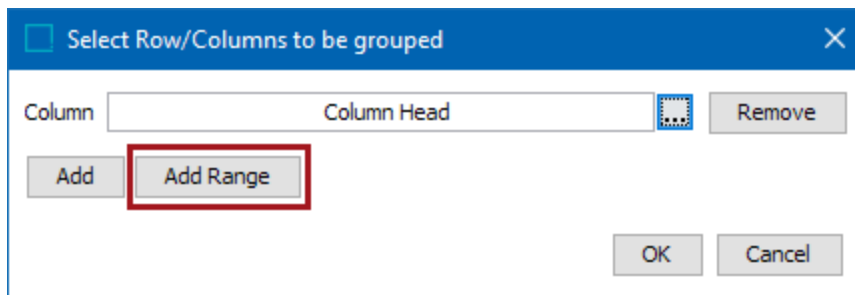 Select Row/Columns to be grouped
Column Column Head ... Remove
Add Add Range
OK Cancel